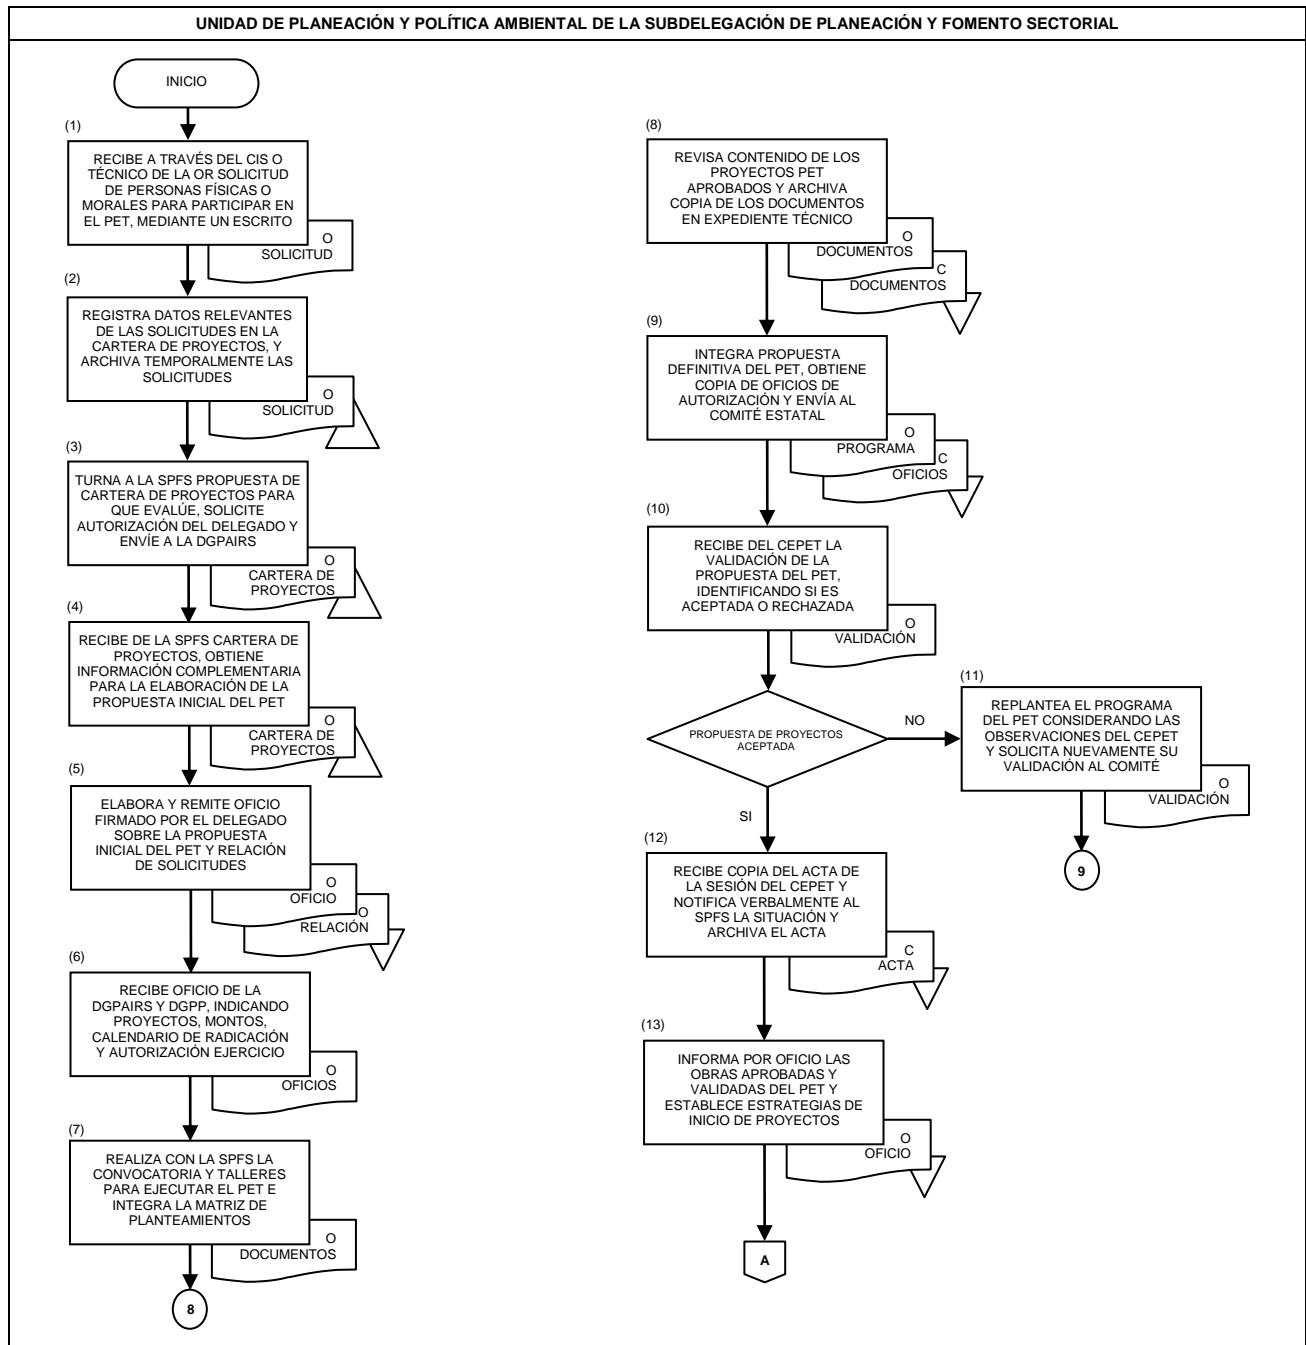 UNIDAD DE PLANEACIÓN Y POLÍTICA AMBIENTAL DE LA SUBDELEGACIÓN DE PLANEACIÓN Y FOMENTO SECTORIAL
INICIO
(1)
RECIBE A TRAVÉS DEL CIS O
TÉCNICO DE LA OR SOLICITUD
DE PERSONAS FÍSICAS O
MORALES PARA PARTICIPAR EN
EL PET, MEDIANTE UN ESCRITO
O
SOLICITUD
(2)
REGISTRA DATOS RELEVANTES
DE LAS SOLICITUDES EN LA
CARTERA DE PROYECTOS, Y
ARCHIVA TEMPORALMENTE LAS
SOLICITUDES
O
SOLICITUD
(3)
TURNA A LA SPFS PROPUESTA DE
CARTERA DE PROYECTOS PARA
QUE EVALÚE, SOLICITE
AUTORIZACIÓN DEL DELEGADO Y
ENVÍE A LA DGPAIRS
O
CARTERA DE
PROYECTOS
(4)
RECIBE DE LA SPFS CARTERA DE
PROYECTOS, OBTIENE
INFORMACIÓN COMPLEMENTARIA
PARA LA ELABORACIÓN DE LA
PROPUESTA INICIAL DEL PET
O
CARTERA DE
PROYECTOS
(5)
ELABORA Y REMITE OFICIO
FIRMADO POR EL DELEGADO
SOBRE LA PROPUESTA
INICIAL DEL PET Y RELACIÓN
DE SOLICITUDES
O
OFICIO
O
RELACIÓN
(6)
RECIBE OFICIO DE LA
DGPAIRS Y DGPP, INDICANDO
PROYECTOS, MONTOS,
CALENDARIO DE RADICACIÓN
Y AUTORIZACIÓN EJERCICIO
O
OFICIOS
(7)
REALIZA CON LA SPFS LA
CONVOCATORIA Y TALLERES
PARA EJECUTAR EL PET E
INTEGRA LA MATRIZ DE
PLANTEAMIENTOS
O
DOCUMENTOS
8
(8)
REVISA CONTENIDO DE LOS
PROYECTOS PET
APROBADOS Y ARCHIVA
COPIA DE LOS DOCUMENTOS
EN EXPEDIENTE TÉCNICO
O
DOCUMENTOS
C
DOCUMENTOS
(9)
INTEGRA PROPUESTA
DEFINITIVA DEL PET, OBTIENE
COPIA DE OFICIOS DE
AUTORIZACIÓN Y ENVÍA AL
COMITÉ ESTATAL
O
PROGRAMA
C
OFICIOS
(10)
RECIBE DEL CEPET LA
VALIDACIÓN DE LA
PROPUESTA DEL PET,
IDENTIFICANDO SI ES
ACEPTADA O RECHAZADA
O
VALIDACIÓN
PROPUESTA DE PROYECTOS
ACEPTADA
NO
SI
(11)
REPLANTEA EL PROGRAMA
DEL PET CONSIDERANDO LAS
OBSERVACIONES DEL CEPET
Y SOLICITA NUEVAMENTE SU
VALIDACIÓN AL COMITÉ
O
VALIDACIÓN
9
(12)
RECIBE COPIA DEL ACTA DE
LA SESIÓN DEL CEPET Y
NOTIFICA VERBALMENTE AL
SPFS LA SITUACIÓN Y
ARCHIVA EL ACTA
C
ACTA
(13)
INFORMA POR OFICIO LAS
OBRAS APROBADAS Y
VALIDADAS DEL PET Y
ESTABLECE ESTRATEGIAS DE
INICIO DE PROYECTOS
O
OFICIO
A